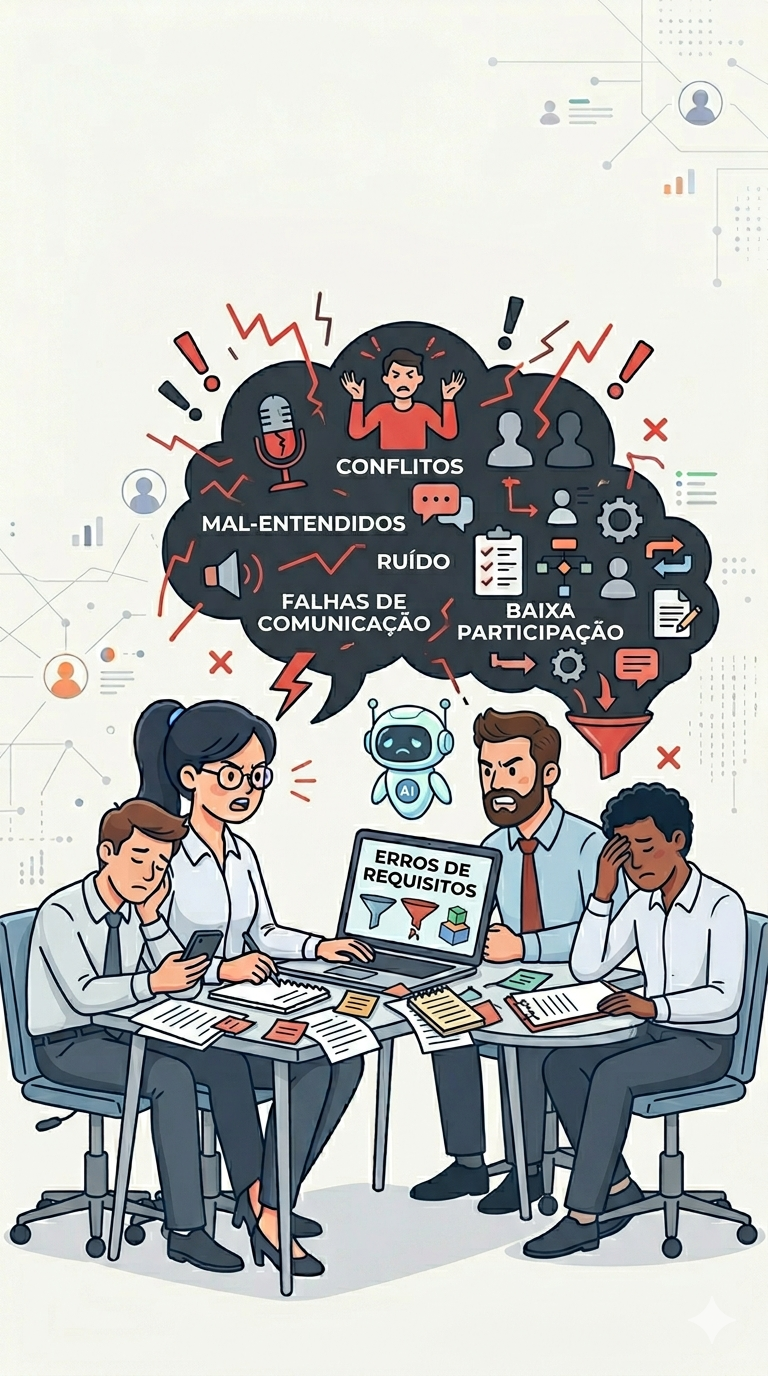 CONFLITOS
MAL-ENTENDIDOS
RUÍDO
FALHAS DE
COMUNICAÇÃO
BAIXA
PARTICIPAÇÃO
AI
ERROS DE
REQUISITOS